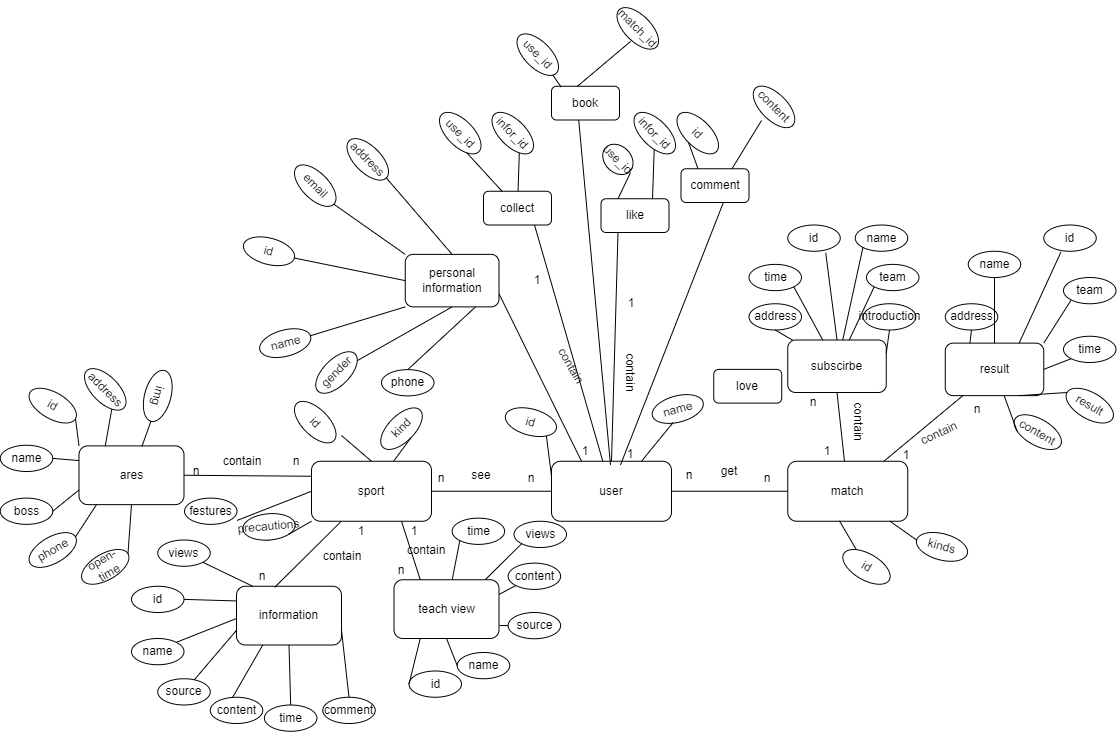 match_id
use_id
book
content
use_id
infor_id
infor_id
id
address
use_id
comment
email
collect
like
id
name
id
id
personal
information
time
team
name
team
address
introduction
name
address
time
gender
phone
subscirbe
result
love
result
img
address
id
contain
contain
1
1
n
n
contain
contain
name
id
kind
id
content
name
n
contain
n
1
1
1
1
ares
sport
n
see
n
user
n
get
n
match
boss
festures
precautions
phone
open-
time
views
1
1
time
views
kinds
id
contain
contain
n
n
content
id
information
teach view
source
name
name
source
id
content
time
comment